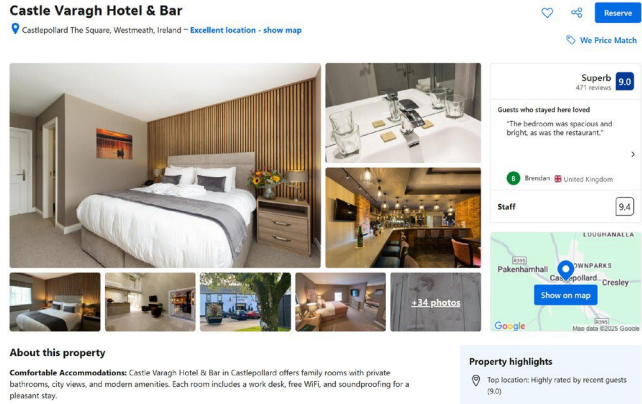 Castle Varagh Hotel & Bar
Reserve
Castlepollard The Square, Westmeath, Ireland – Excellent location - show map
We Price Match
Superb
471 reviews
9.0
Guests who stayed here loved
"The bedroom was spacious and
bright, as was the restaurant."
B Brendan United Kingdom
Staff
9.4
LOUGHANALLA
R395
TOWNPARKS
Pakenhamhall
Castlepollard
Cresley
Show on map
R395
Google
Map data ©2025 Google
+34 photos
About this property
Comfortable Accommodations: Castle Varagh Hotel & Bar in Castlepollard offers family rooms with private
bathrooms, city views, and modern amenities. Each room includes a work desk, free WiFi, and soundproofing for a
pleasant stay.
Property highlights
Top location: Highly rated by recent guests
(9.0)